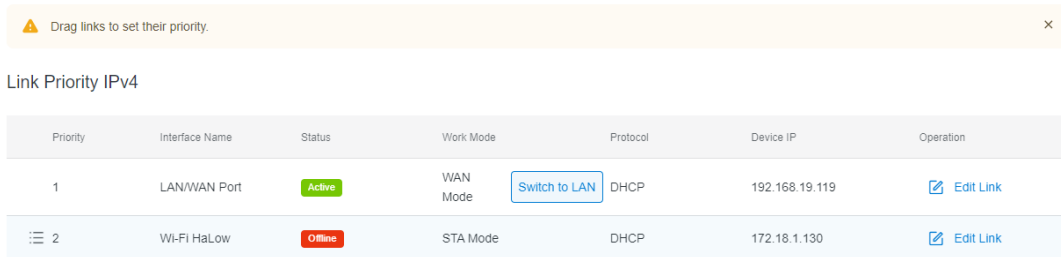 Drag links to set their priority.
Link Priority IPv4
Priority Interface Name Status Work Mode Protocol Device IP Operation
1 LAN/WAN Port Active WAN Mode Switch to LAN DHCP 192.168.19.119 Edit Link
2 Wi-Fi HaLow Offline STA Mode DHCP 172.18.1.130 Edit Link